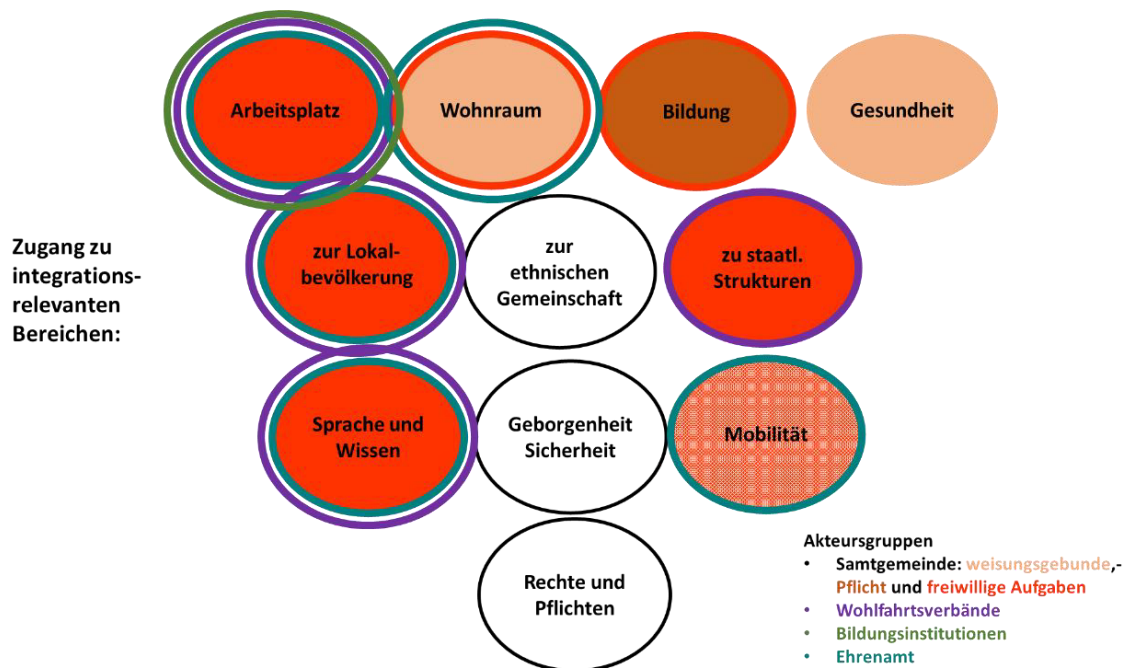 Arbeitsplatz
Wohnraum
Bildung
Gesundheit
Zugang zu
integrations-
relevanten
Bereichen:
zur Lokal-
bevölkerung
zur
ethnischen
Gemeinschaft
zu staatl.
Strukturen
Sprache und
Wissen
Geborgenheit
Sicherheit
Mobilität
Rechte und
Pflichten
Akteursgruppen
• Samtgemeinde: weisungsgebunde,-
Pflicht und freiwillige Aufgaben
• Wohlfahrtsverbände
• Bildungsinstitutionen
• Ehrenamt